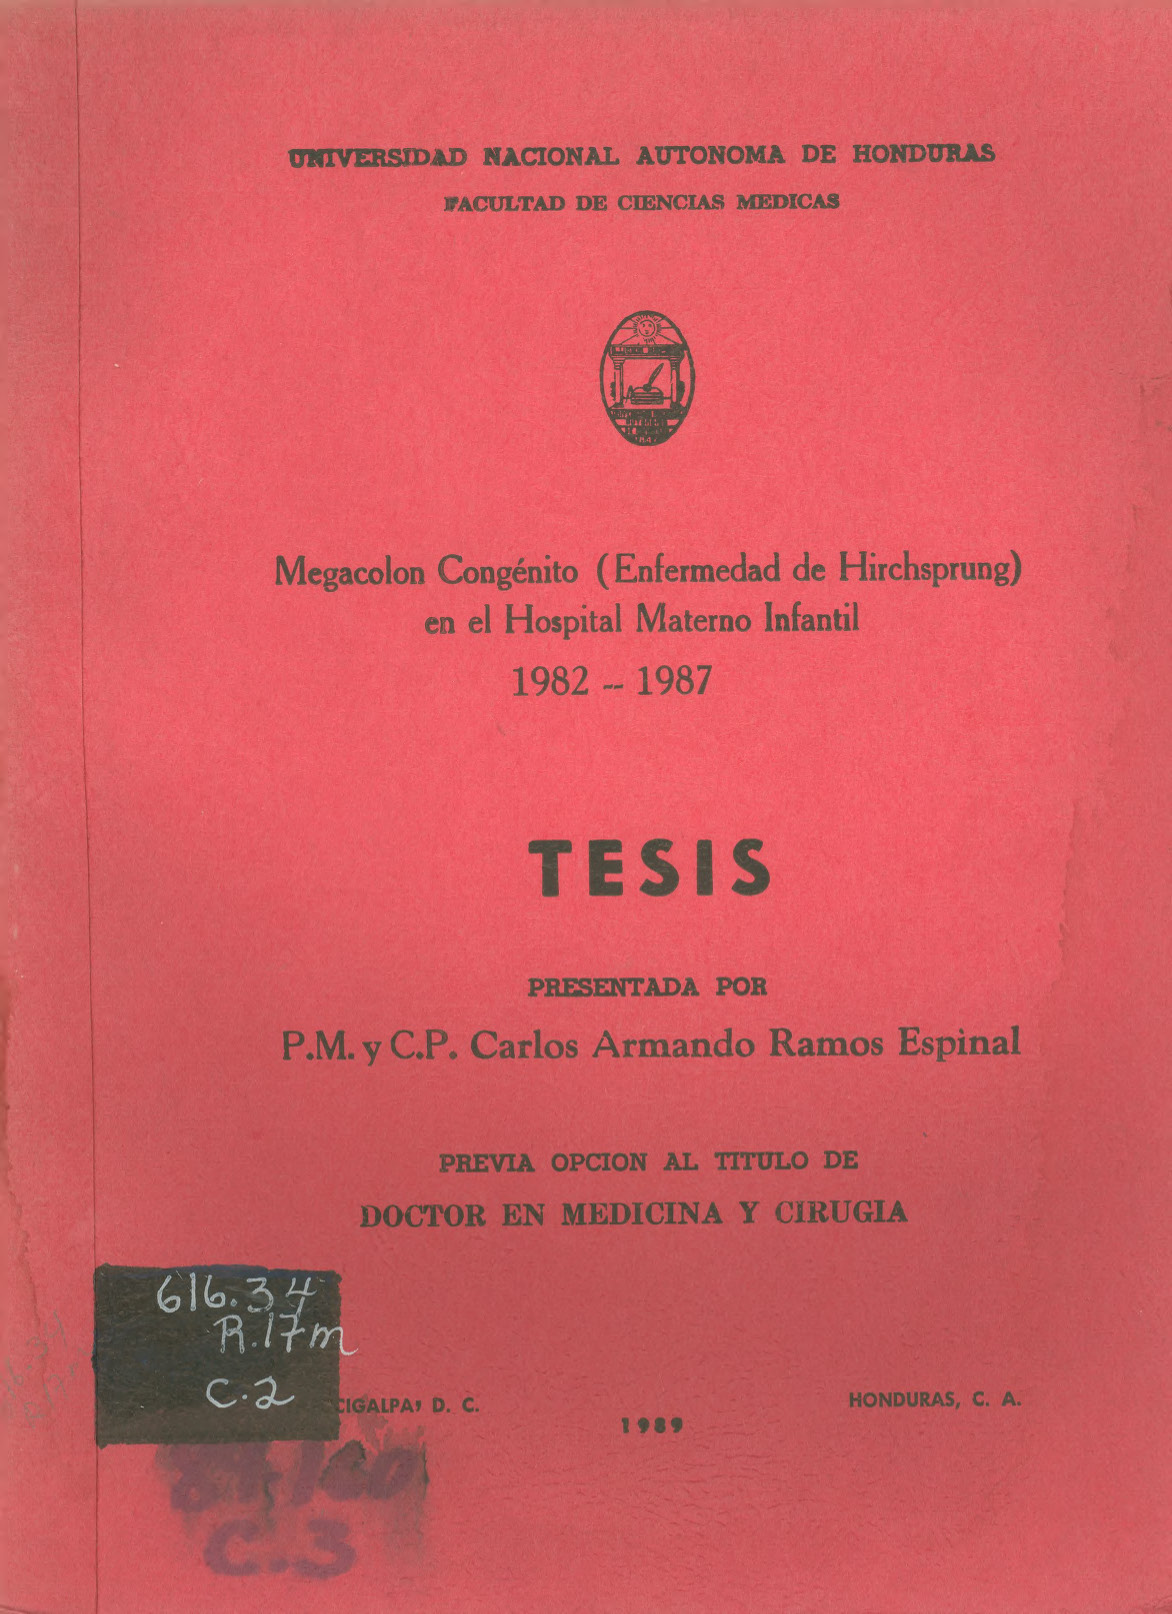 UNIVERSIDAD NACIONAL AUTONOMA DE HONDURAS
FACULTAD DE CIENCIAS MEDICAS
1847
Megacolon Congénito (Enfermedad de Hirchsprung)
en el Hospital Materno Infantil
1982 -- 1987
TESIS
PRESENTADA POR
P.M. y C.P. Carlos Armando Ramos Espinal
PREVIA OPCION AL TITULO DE
DOCTOR EN MEDICINA Y CIRUGIA
616.34
R.17m
C.2
CIGALPA, D. C.
HONDURAS, C. A.
1989
C.3